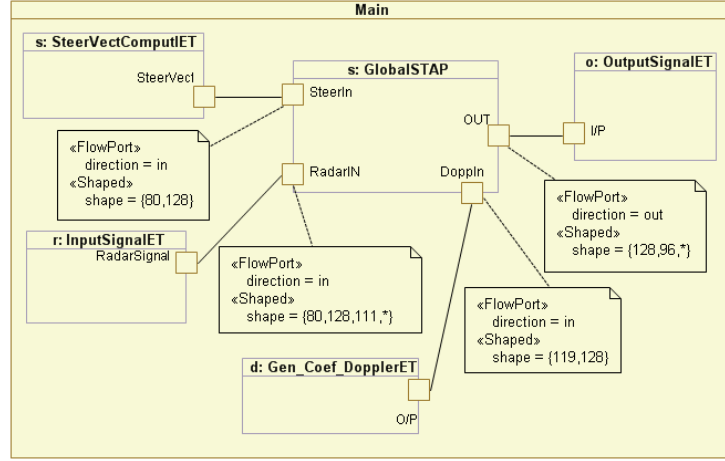 Main
s: SteerVectComputIET
SteerVect
s: GlobalSTAP
SteerIn
OUT
RadarIN
DoppIn
o: OutputSignalET
I/P
«FlowPort»
direction = in
«Shaped»
shape = {80,128}
r: InputSignalET
RadarSignal
«FlowPort»
direction = in
«Shaped»
shape = {80,128,111,*}
«FlowPort»
direction = out
«Shaped»
shape = {128,96,*}
«FlowPort»
direction = in
«Shaped»
shape = {119,128}
d: Gen_Coef_DopplerET
O/P